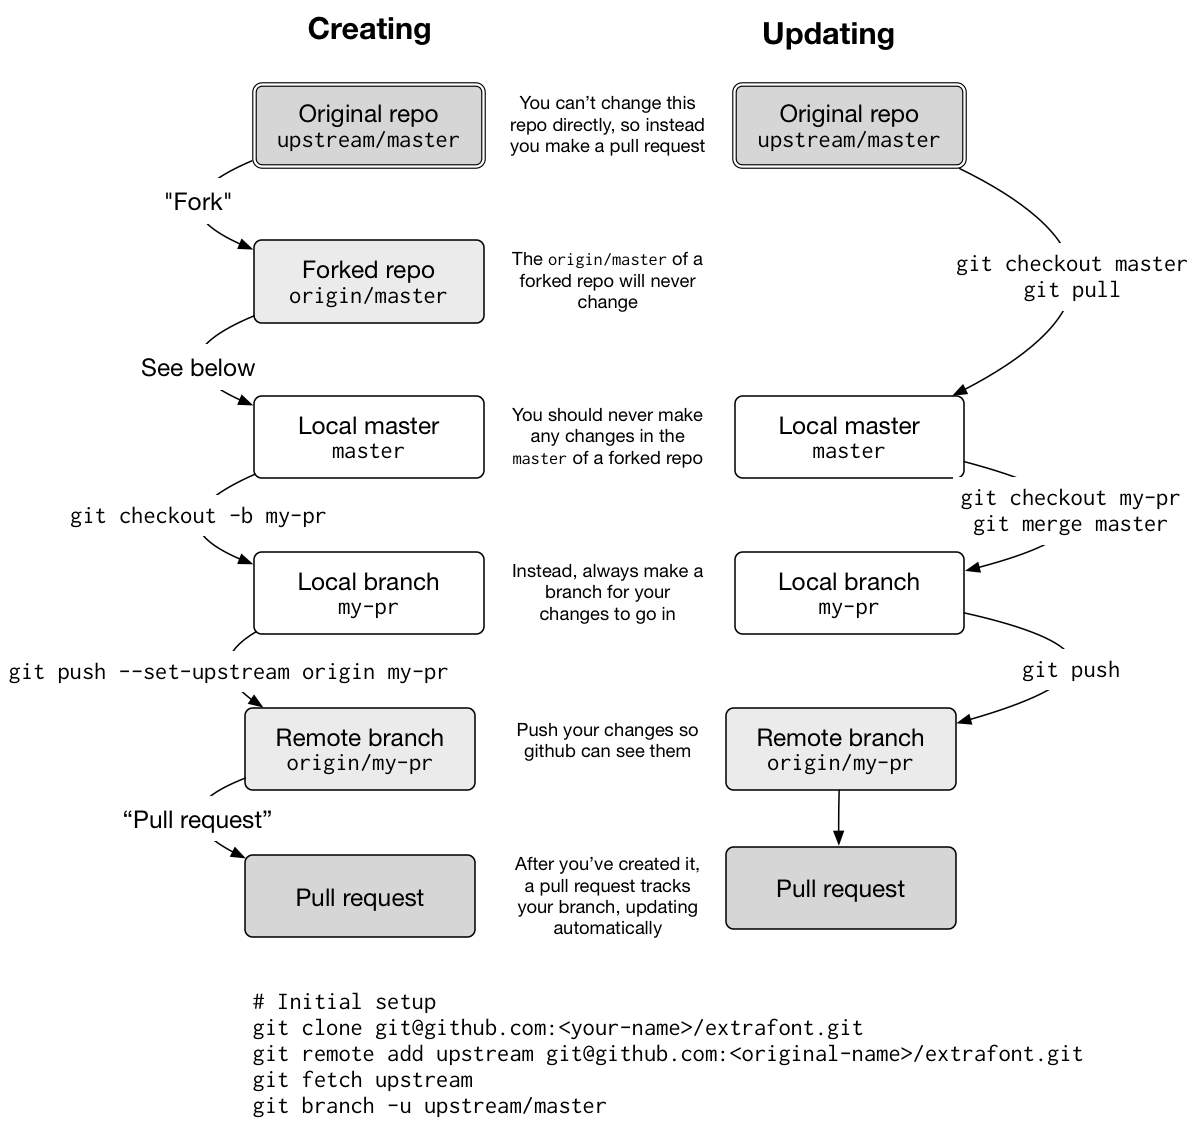 Creating
Updating
Original repo
upstream/master
You can’t change this
repo directly, so instead
you make a pull request
Original repo
upstream/master
"Fork"
Forked repo
origin/master
The origin/master of a
forked repo will never
change
git checkout master
git pull
See below
Local master
master
You should never make
any changes in the
master of a forked repo
Local master
master
git checkout -b my-pr
git checkout my-pr
git merge master
Local branch
my-pr
Instead, always make a
branch for your
changes to go in
Local branch
my-pr
git push --set-upstream origin my-pr
git push
Remote branch
origin/my-pr
Push your changes so
github can see them
Remote branch
origin/my-pr
“Pull request”
Pull request
After you’ve created it,
a pull request tracks
your branch, updating
automatically
Pull request
# Initial setup
git clone git@github.com:<your-name>/extrafont.git
git remote add upstream git@github.com:<original-name>/extrafont.git
git fetch upstream
git branch -u upstream/master